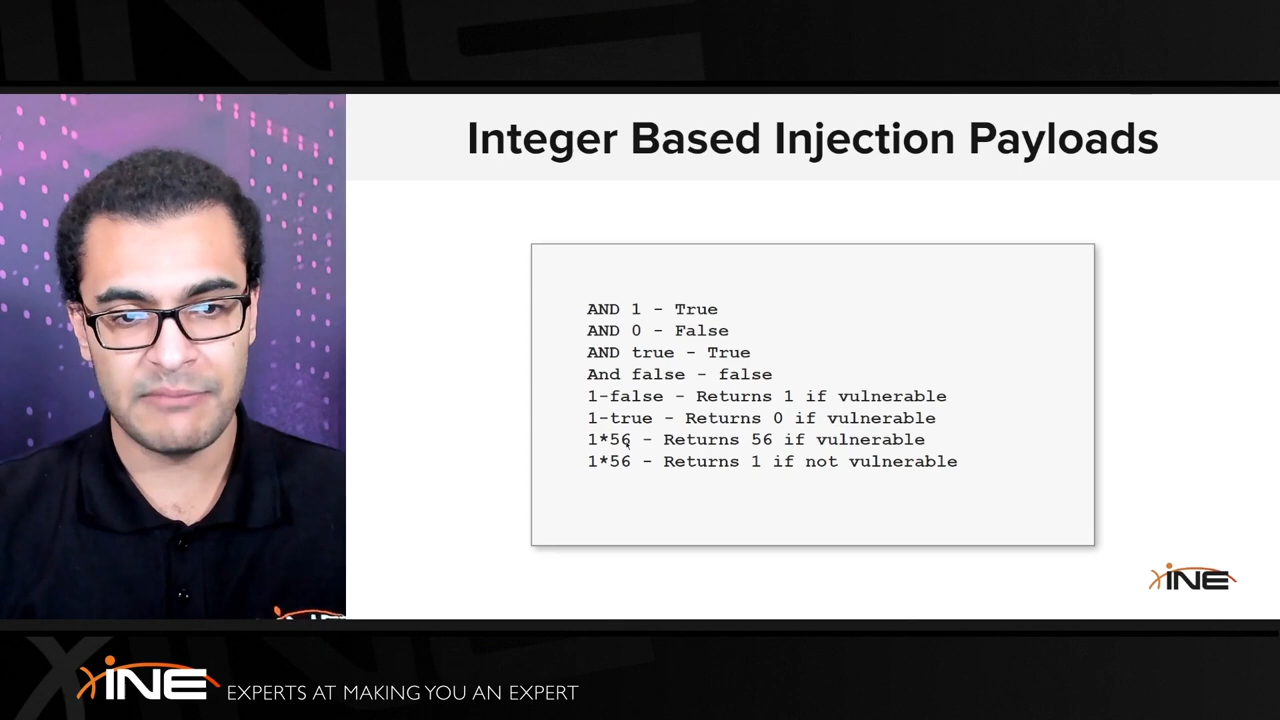 Integer Based Injection Payloads
AND 1 - True
AND 0 - False
AND true - True
And false - false
1-false - Returns 1 if vulnerable
1-true - Returns 0 if vulnerable
1*56 - Returns 56 if vulnerable
1*56 - Returns 1 if not vulnerable
INE
INE EXPERTS AT MAKING YOU AN EXPERT